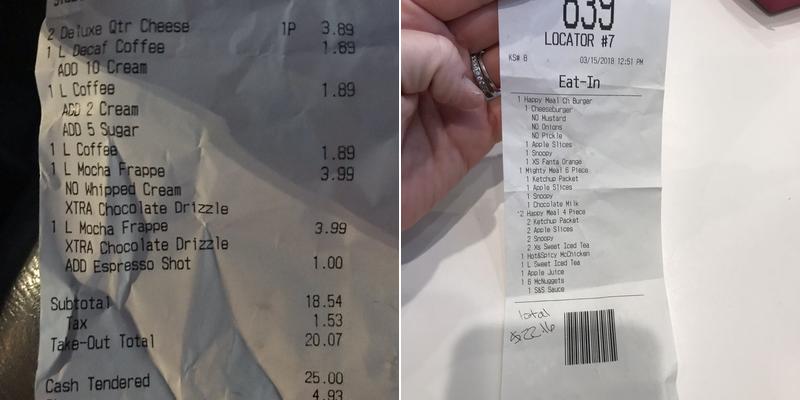 2 Deluxe Qtr Cheese 1P 3.89
1 L Decaf Coffee 1.89
ADD 10 Cream
1 L Coffee 1.89
ADD 2 Cream
ADD 5 Sugar
1 L Coffee 1.89
1 L Mocha Frappe 3.99
NO Whipped Cream
XTRA Chocolate Drizzle
1 L Mocha Frappe 3.99
XTRA Chocolate Drizzle
ADD Espresso Shot 1.00
Subtotal 18.54
Tax 1.53
Take-Out Total 20.07
Cash Tendered 25.00
4.93
839
LOCATOR #7
KS# 8 03/15/2018 12:51 PM
Eat-In
1 Happy Meal Ch Burger
1 Cheeseburger
NO Mustard
NO Onions
NO Pickle
1 Apple Slices
1 Snoopy
1 XS Fanta Orange
1 Mighty Meal 6 Piece
1 Ketchup Packet
1 Apple Slices
1 Snoopy
1 Chocolate Milk
*2 Happy Meal 4 Piece
2 Ketchup Packet
2 Apple Slices
2 Snoopy
2 Xs Sweet Iced Tea
1 Hot&Spicy McChicken
1 L Sweet Iced Tea
1 Apple Juice
1 6 McNuggets
1 S&S Sauce
total
$22.16